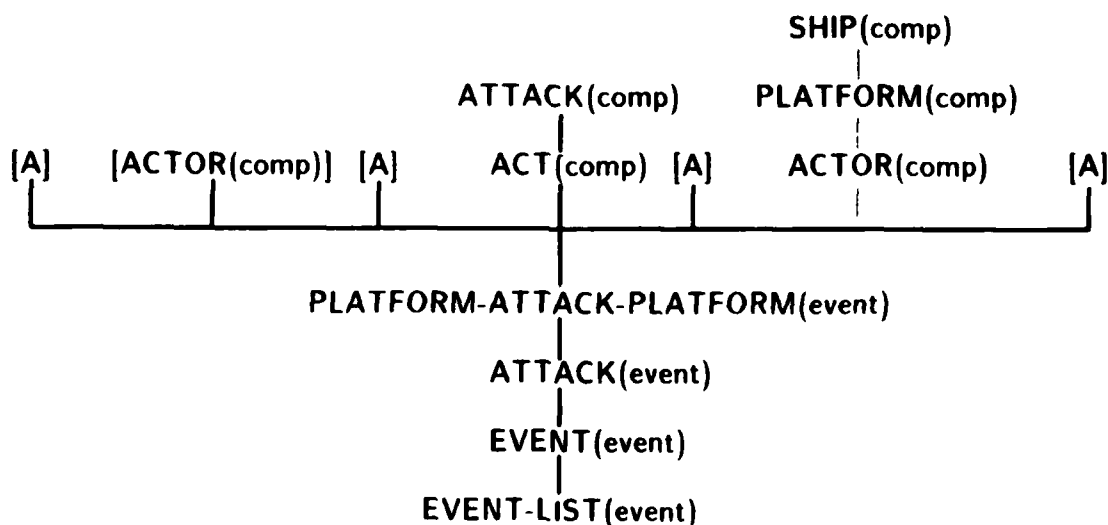 SHIP(comp)
ATTACK(comp) PLATFORM(comp)
[A] [ACTOR(comp)] [A] ACT(comp) [A] ACTOR(comp) [A]
PLATFORM-ATTACK-PLATFORM(event)
ATTACK(event)
EVENT(event)
EVENT-LIST(event)